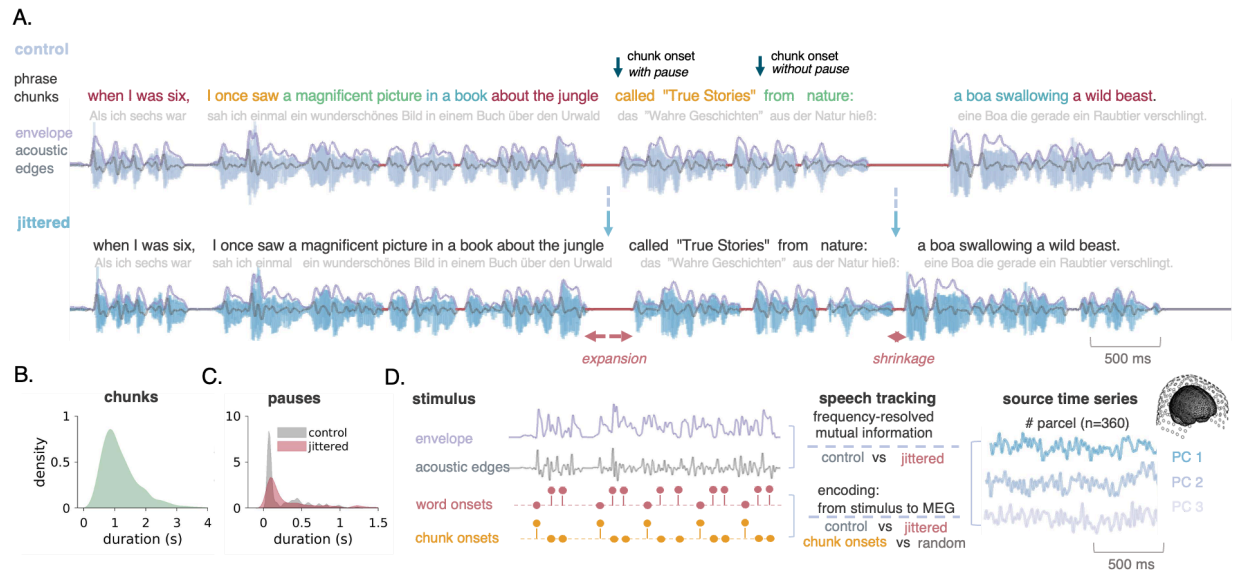 A.
control
chunk onset
with pause
chunk onset
without pause
phrase
chunks
when I was six, I once saw a magnificent picture in a book about the jungle called "True Stories" from nature: a boa swallowing a wild beast.
Als ich sechs war sah ich einmal ein wunderschönes Bild in einem Buch über den Urwald das "Wahre Geschichten" aus der Natur hieß: eine Boa die gerade ein Raubtier verschlingt.
envelope
acoustic
edges
jittered
when I was six, I once saw a magnificent picture in a book about the jungle called "True Stories" from nature: a boa swallowing a wild beast.
Als ich sechs war sah ich einmal ein wunderschönes Bild in einem Buch über den Urwald das "Wahre Geschichten" aus der Natur hieß: eine Boa die gerade ein Raubtier verschlingt.
expansion
shrinkage
500 ms
B.
chunks
density
1
0.5
0
0 1 2 3 4
duration (s)
C.
pauses
10
5
0
control
jittered
0 0.5 1 1.5
duration (s)
D.
stimulus
envelope
acoustic edges
word onsets
chunk onsets
speech tracking
frequency-resolved
mutual information
control vs jittered
encoding:
from stimulus to MEG
control vs jittered
chunk onsets vs random
source time series
# parcel (n=360)
PC 1
PC 2
PC 3
500 ms